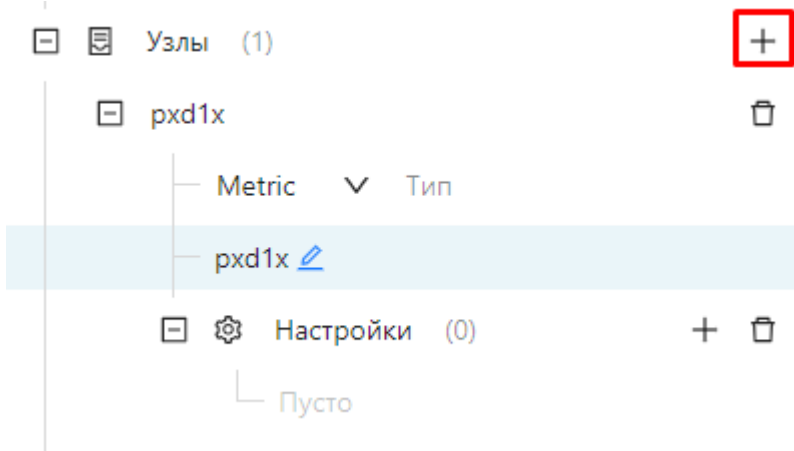 Узлы (1)
pxd1x
Metric Тип
pxd1x
Настройки (0)
Пусто